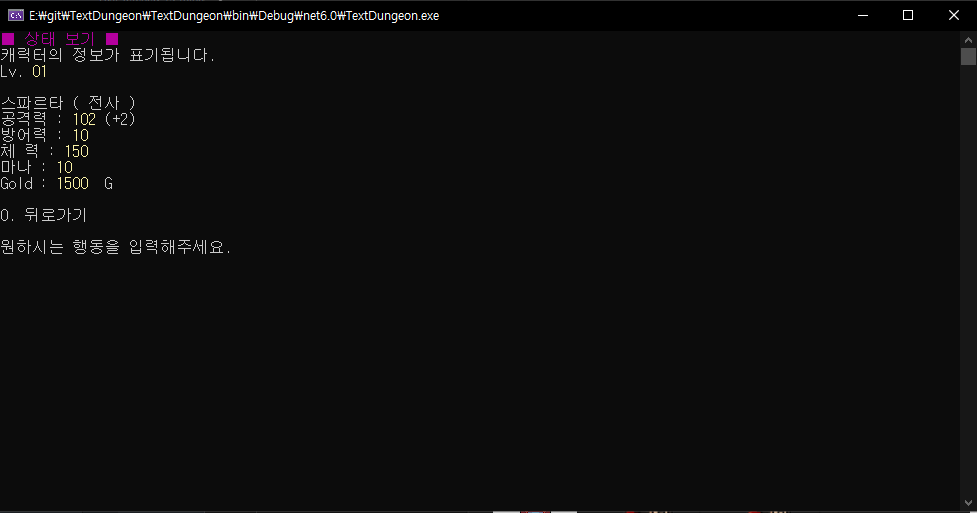 E:₩git₩TextDungeon₩TextDungeon₩bin₩Debug₩net6.0₩TextDungeon.exe
■ 상태 보기 ■
캐릭터의 정보가 표기됩니다.
Lv. 01
스파르타 ( 전사 )
공격력 : 102 (+2)
방어력 : 10
체 력 : 150
마나 : 10
Gold : 1500  G
0. 뒤로가기
원하시는 행동을 입력해주세요.